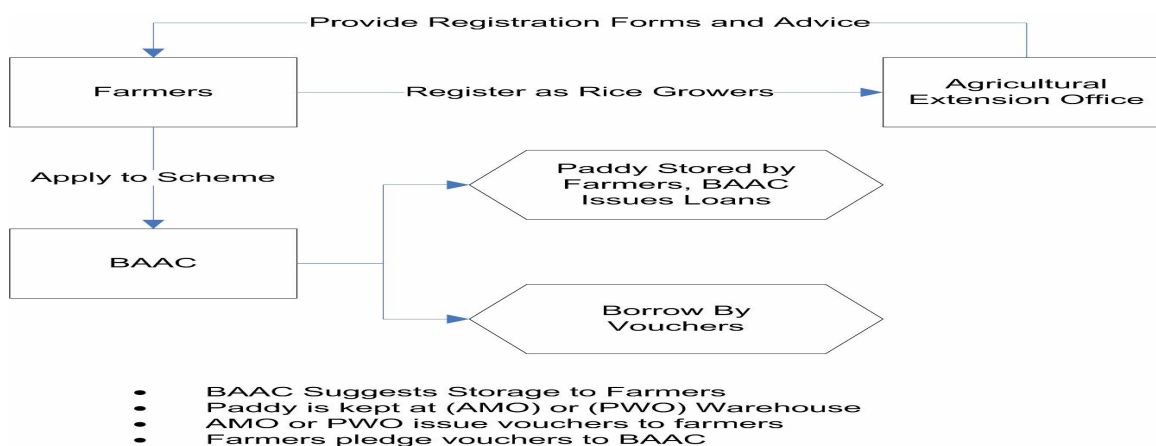 Provide Registration Forms and Advice
Farmers
Register as Rice Growers
Agricultural
Extension Office
Apply to Scheme
Paddy Stored by
Farmers, BAAC
Issues Loans
BAAC
Borrow By
Vouchers
• BAAC Suggests Storage to Farmers
• Paddy is kept at (AMO) or (PWO) Warehouse
• AMO or PWO issue vouchers to farmers
• Farmers pledge vouchers to BAAC